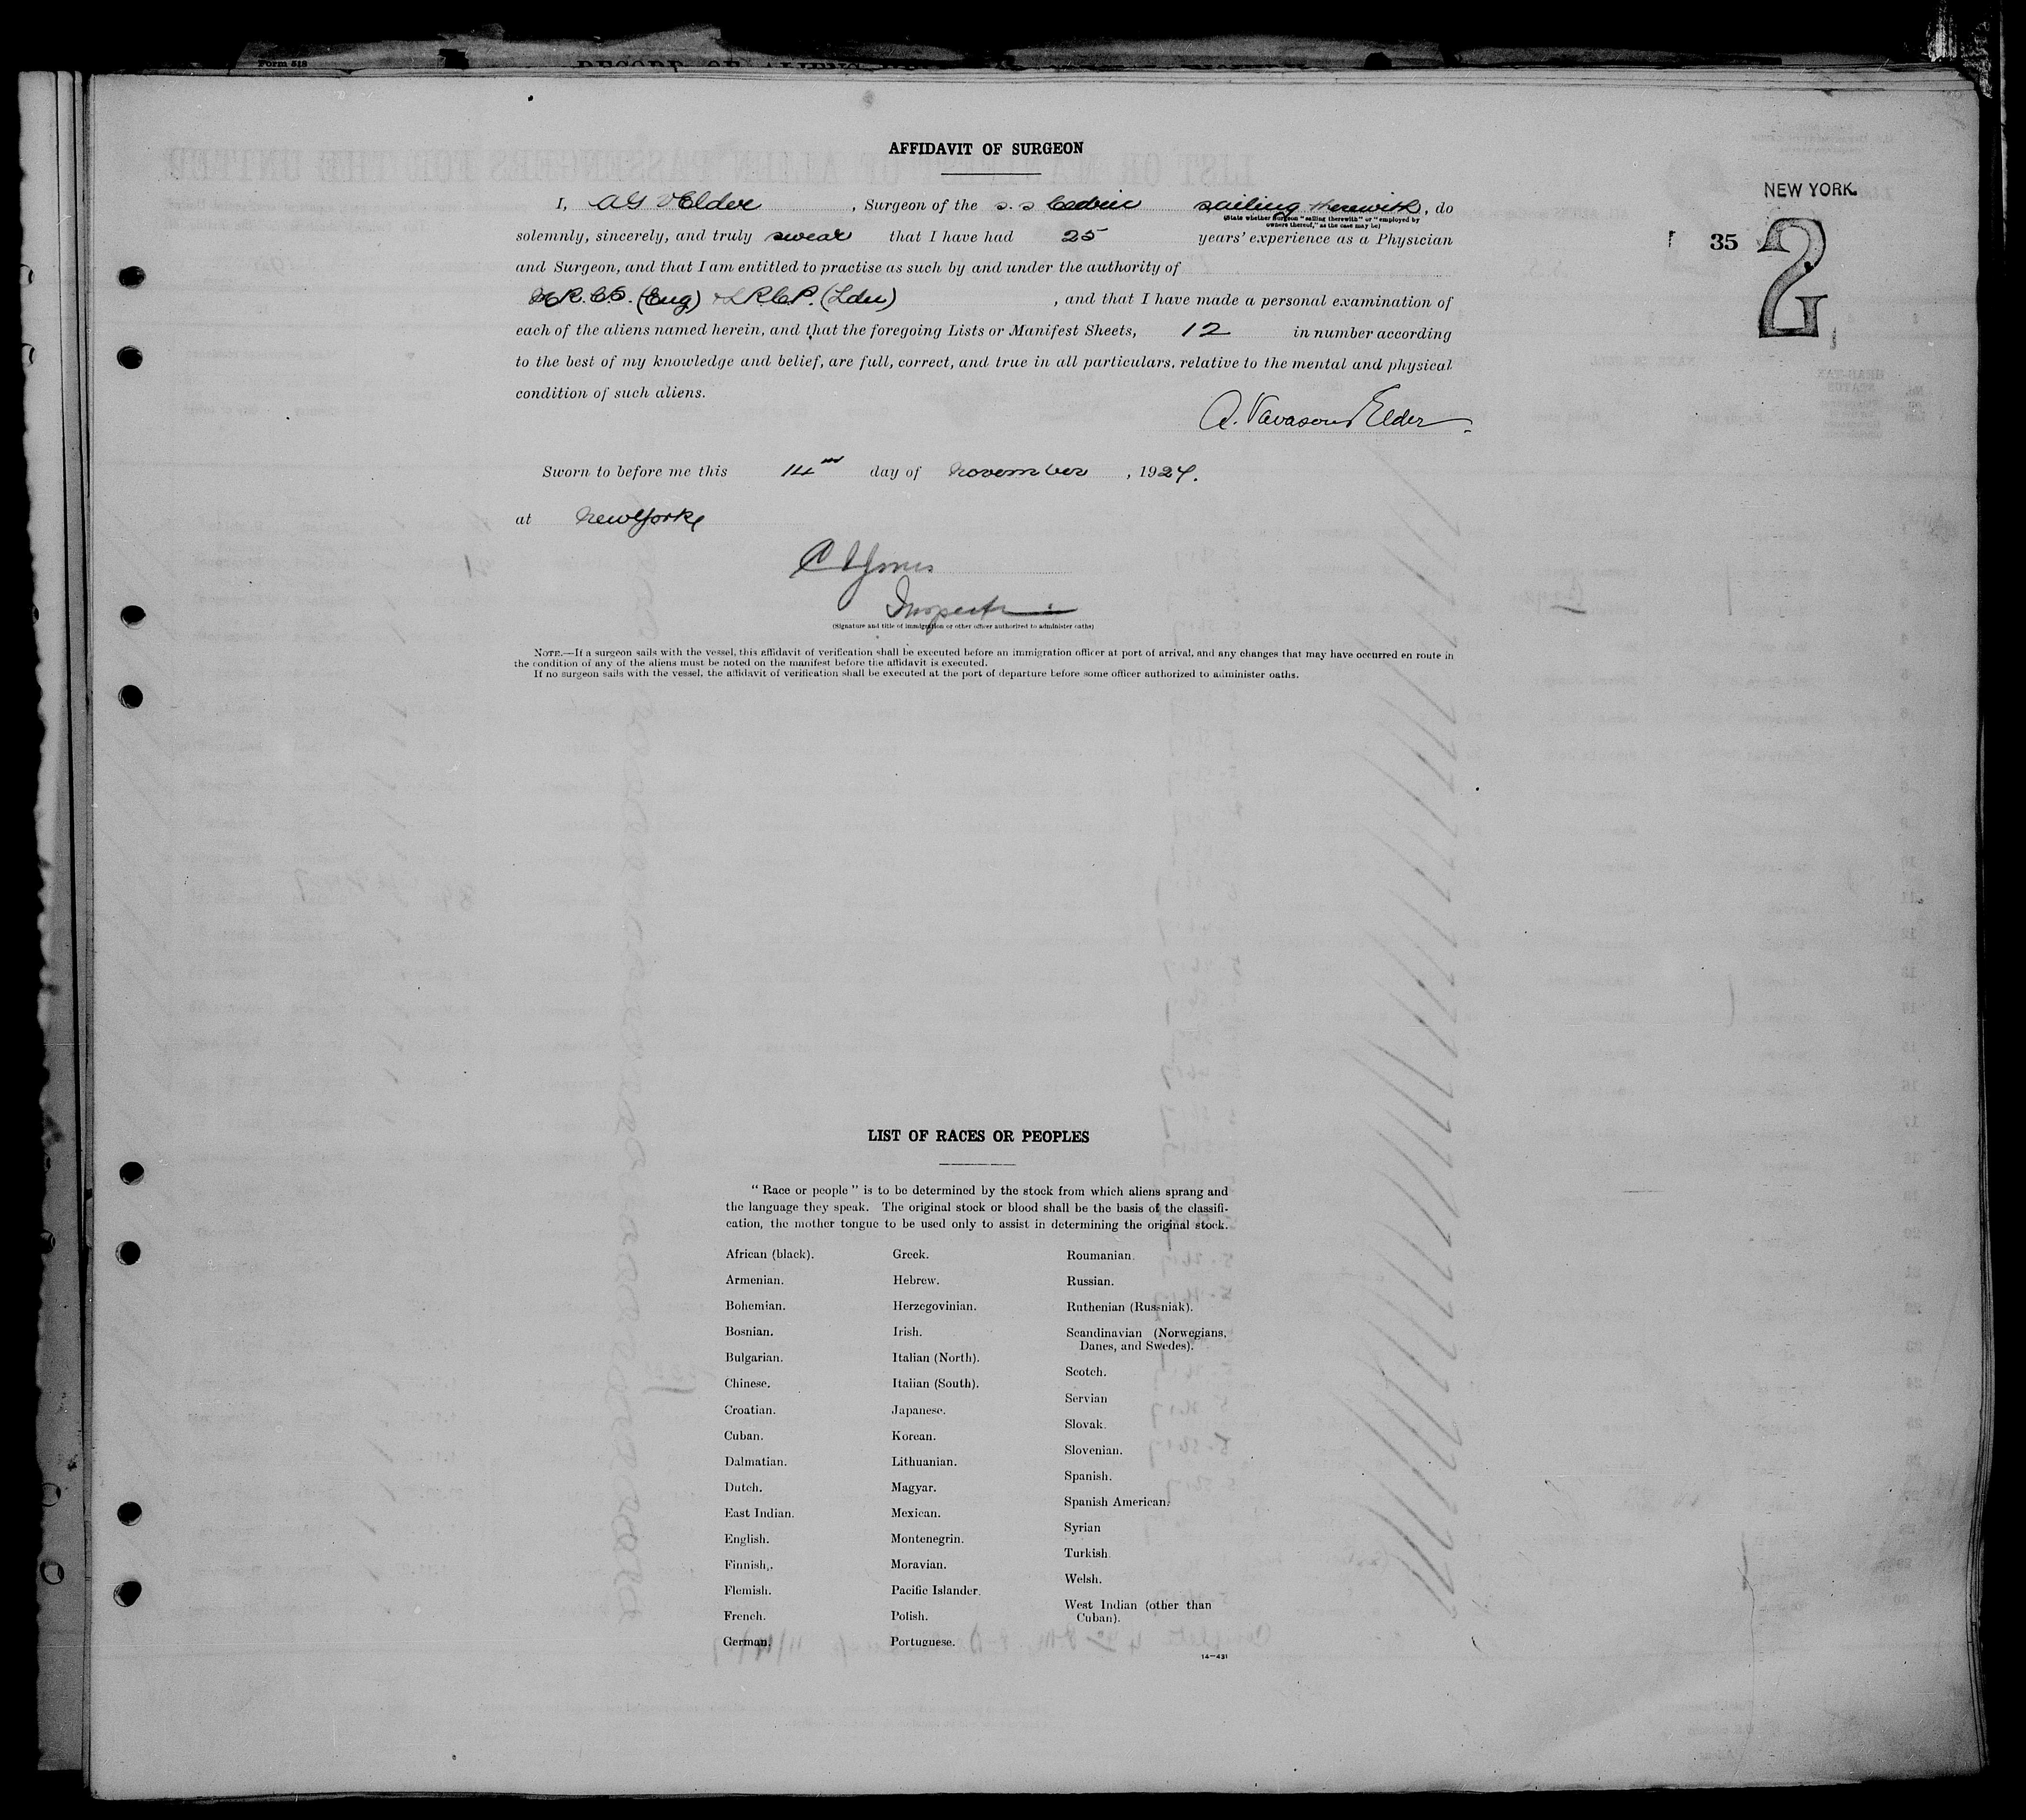 Form 518
AFFIDAVIT OF SURGEON
I, A G V Elder, Surgeon of the s.s Cedric sailing therewith, do
(State whether Surgeon "sailing therewith" or "employed by
owners thereof," as the case may be)
solemnly, sincerely, and truly swear that I have had 25 years' experience as a Physician
and Surgeon, and that I am entitled to practise as such by and under the authority of
M.R.C.S. (Eng) & L.R.C.P. (Ldn), and that I have made a personal examination of
each of the aliens named herein, and that the foregoing Lists or Manifest Sheets, 12 in number according
to the best of my knowledge and belief, are full, correct, and true in all particulars, relative to the mental and physical
condition of such aliens.
A. Vavasour Elder
NEW YORK.
35 2
Sworn to before me this 14 day of November, 1924.
at New York
Inspector
(Signature and title of immigration or other officer authorized to administer oaths)
NOTE.—If a surgeon sails with the vessel, this affidavit of verification shall be executed before an immigration officer at port of arrival, and any changes that may have occurred en route in
the condition of any of the aliens must be noted on the manifest before the affidavit is executed.
If no surgeon sails with the vessel, the affidavit of verification shall be executed at the port of departure before some officer authorized to administer oaths.
LIST OF RACES OR PEOPLES
"Race or people" is to be determined by the stock from which aliens sprang and
the language they speak. The original stock or blood shall be the basis of the classifi-
cation, the mother tongue to be used only to assist in determining the original stock.
African (black).
Armenian.
Bohemian.
Bosnian.
Bulgarian.
Chinese.
Croatian.
Cuban.
Dalmatian.
Dutch.
East Indian.
English.
Finnish.
Flemish.
French.
German.
Greek.
Hebrew.
Herzegovinian.
Irish.
Italian (North).
Italian (South).
Japanese.
Korean.
Lithuanian.
Magyar.
Mexican.
Montenegrin.
Moravian.
Pacific Islander.
Polish.
Portuguese.
Roumanian.
Russian.
Ruthenian (Russniak).
Scandinavian (Norwegians,
Danes, and Swedes).
Scotch.
Servian
Slovak.
Slovenian.
Spanish.
Spanish American.
Syrian
Turkish
Welsh.
West Indian (other than
Cuban).
14—431